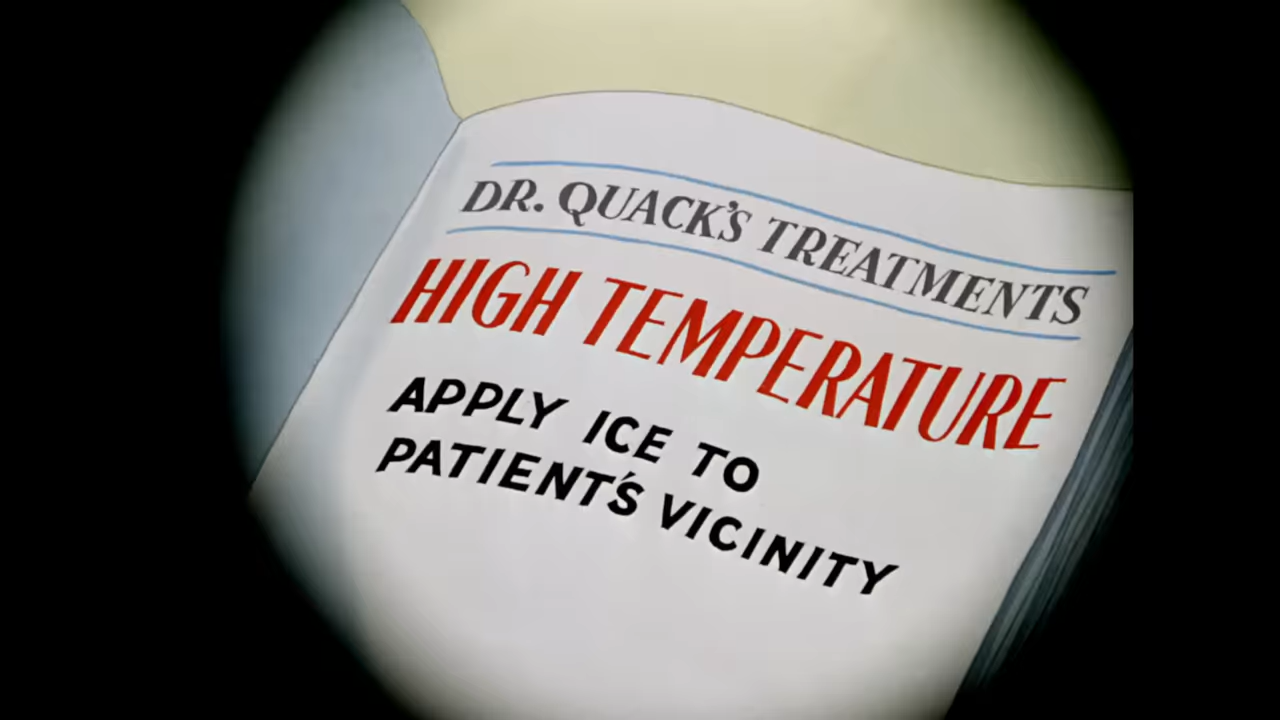 DR. QUACK'S TREATMENTS
HIGH TEMPERATURE
APPLY ICE TO
PATIENT'S VICINITY